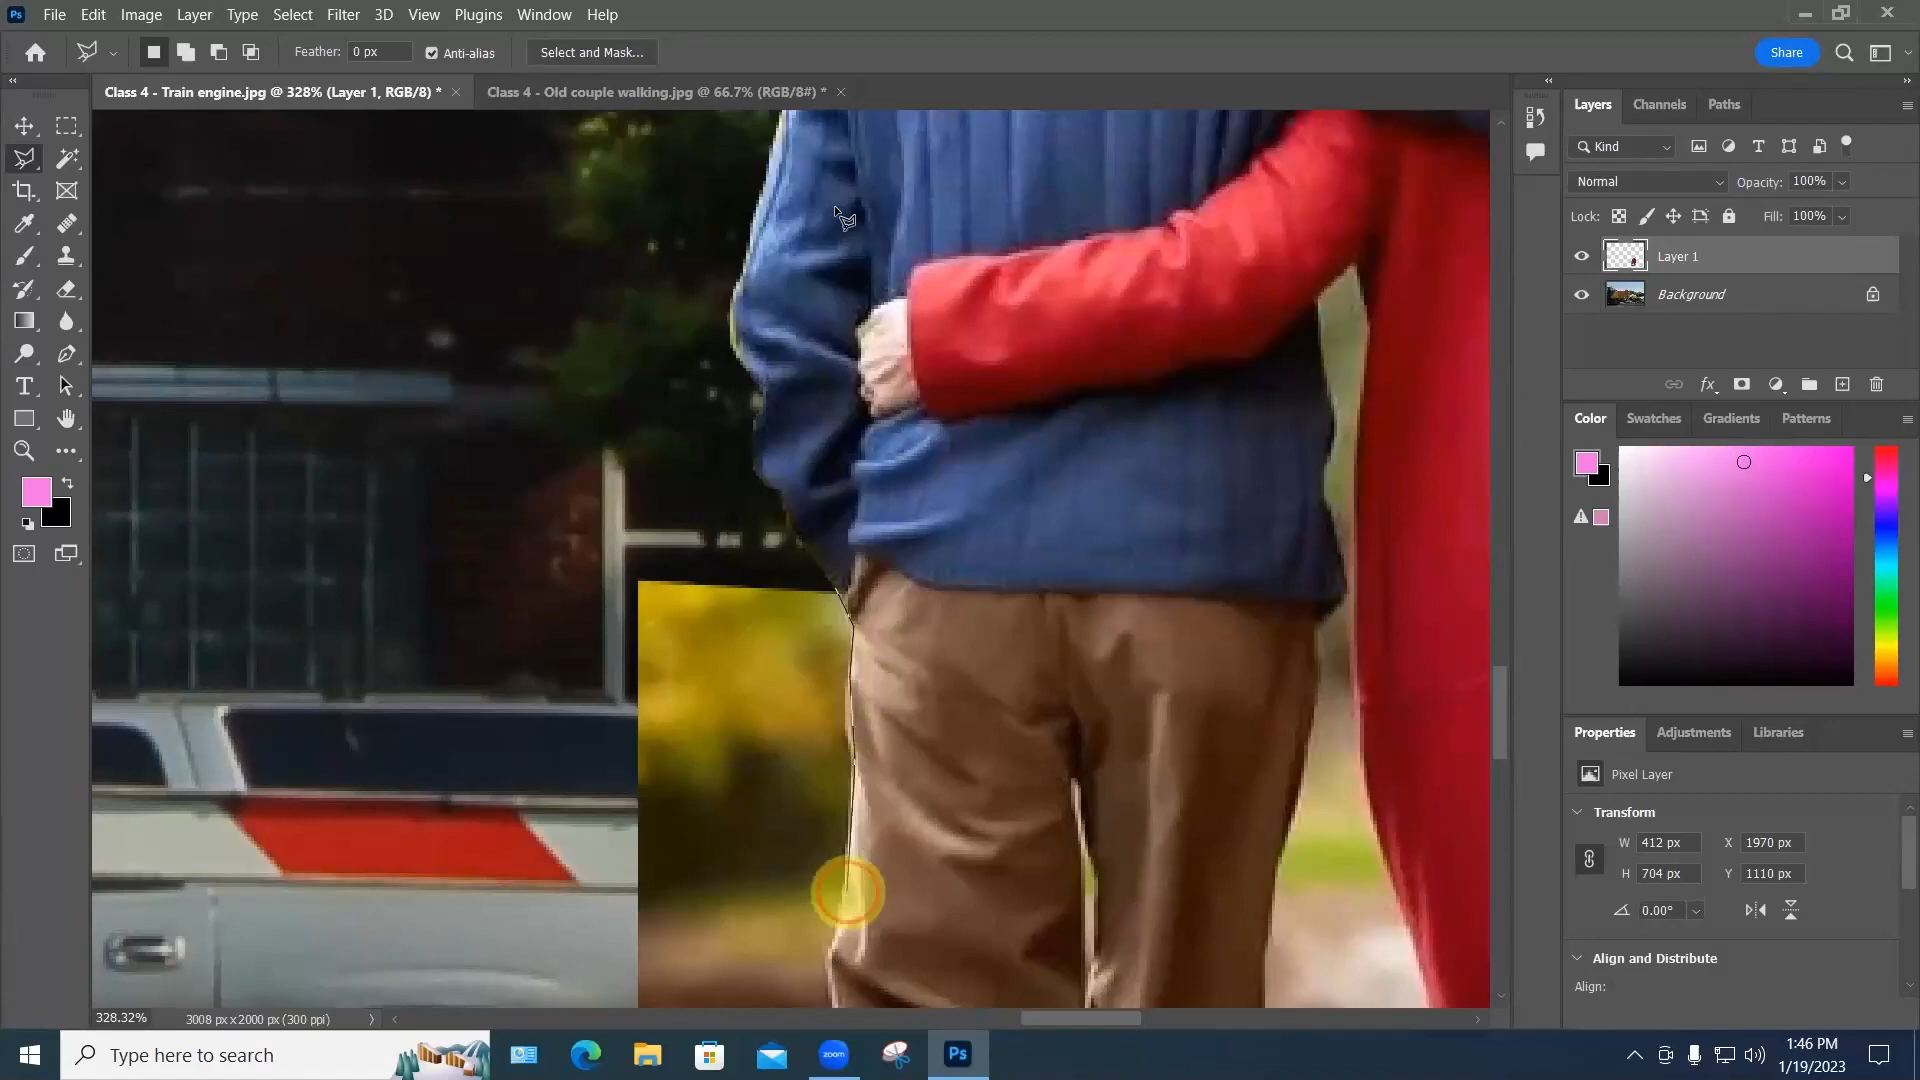 Ps File Edit Image Layer Type Select Filter 3D View Plugins Window Help
Feather: 0 px Anti-alias Select and Mask... Share
Class 4 - Train engine.jpg @ 328% (Layer 1, RGB/8) * Class 4 - Old couple walking.jpg @ 66.7% (RGB/8#) *
Layers Channels Paths
Kind
Normal Opacity: 100%
Lock: Fill: 100%
Layer 1
Background
fx
Color Swatches Gradients Patterns
Properties Adjustments Libraries
Pixel Layer
Transform
W 412 px X 1970 px
H 704 px Y 1110 px
0.00°
Align and Distribute
Align:
328.32% 3008 px x 2000 px (300 ppi)
Type here to search
zoom
Ps
1:46 PM
1/19/2023